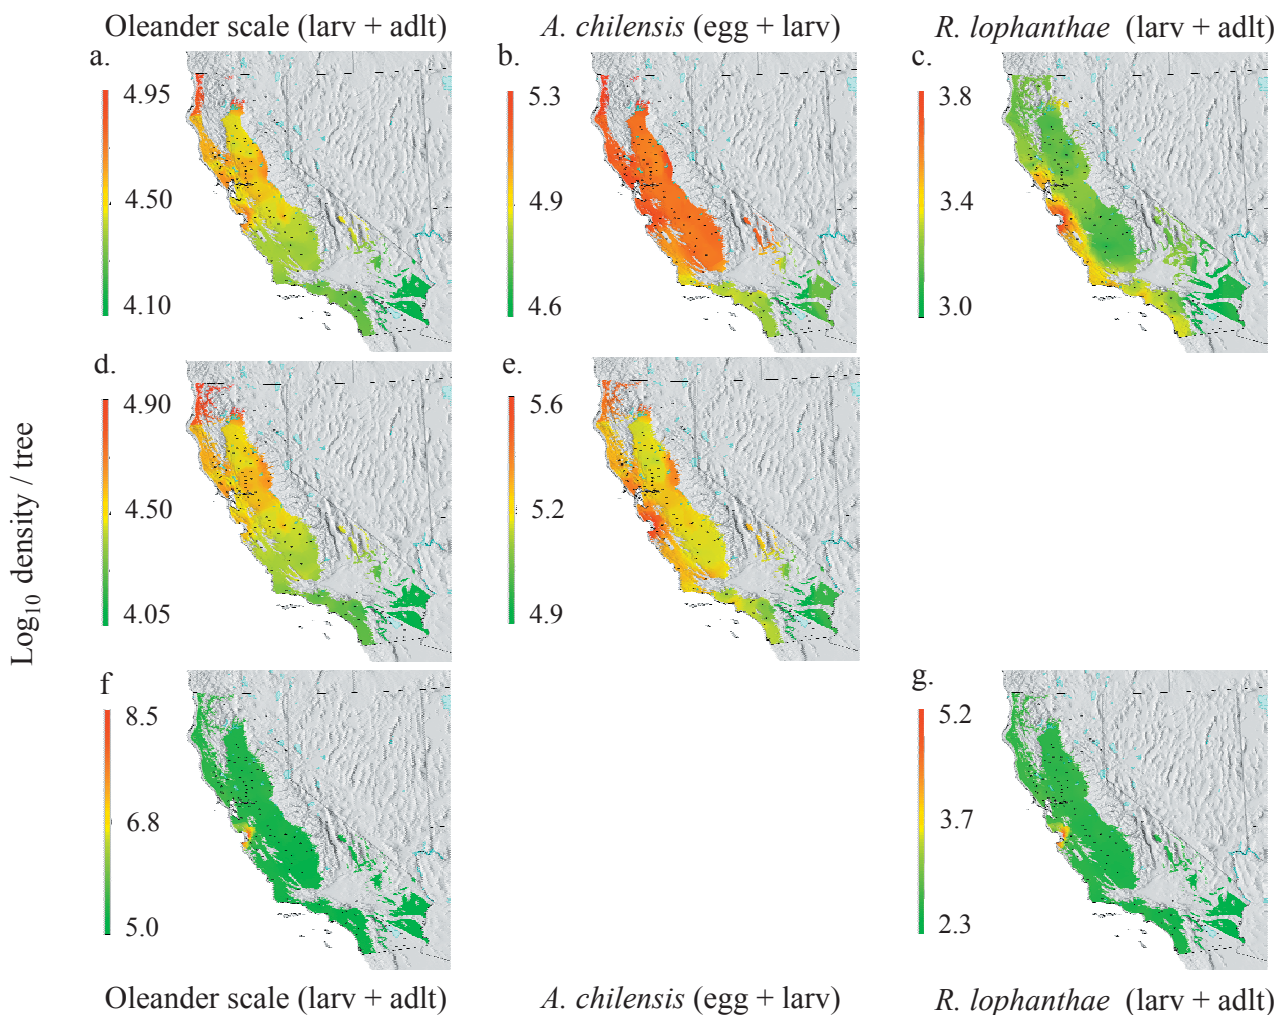 Oleander scale (larv + adlt)
A. chilensis (egg + larv)
R. lophanthae (larv + adlt)
a.
4.95
4.50
4.10
b.
5.3
4.9
4.6
c.
3.8
3.4
3.0
Log10 density / tree
d.
4.90
4.50
4.05
e.
5.6
5.2
4.9
f
8.5
6.8
5.0
g.
5.2
3.7
2.3
Oleander scale (larv + adlt)
A. chilensis (egg + larv)
R. lophanthae (larv + adlt)